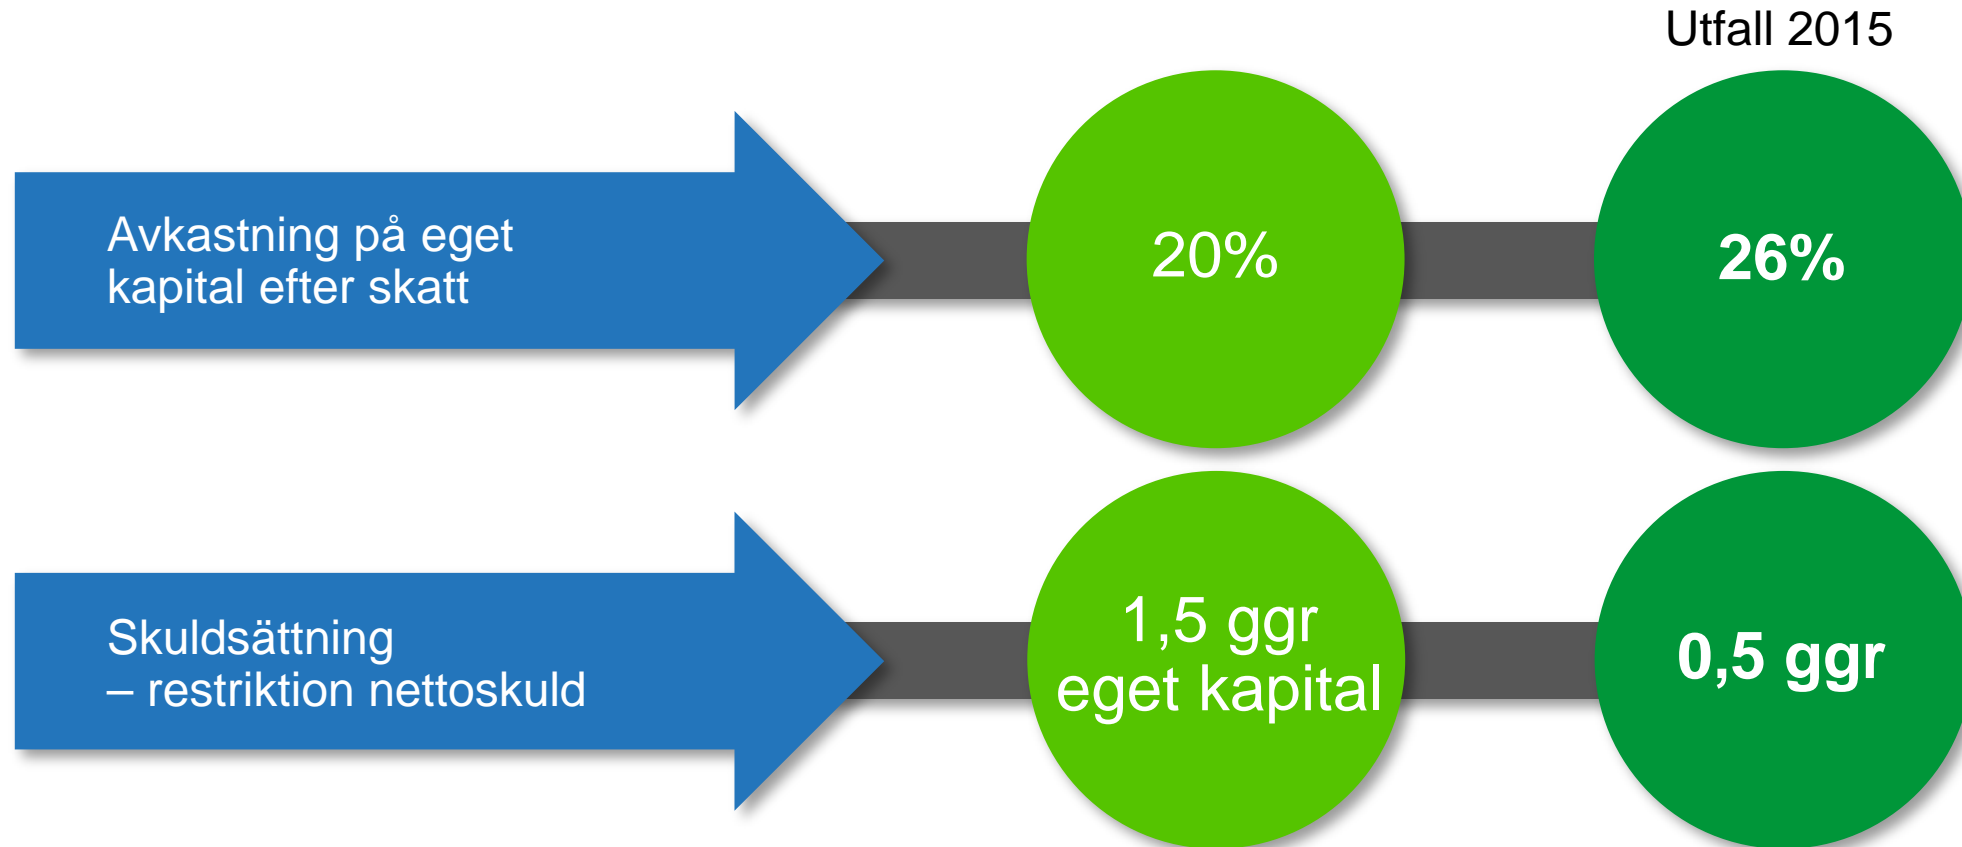 Utfall 2015
Avkastning på eget
kapital efter skatt
20%
26%
Skuldsättning
– restriktion nettoskuld
1,5 ggr
eget kapital
0,5 ggr